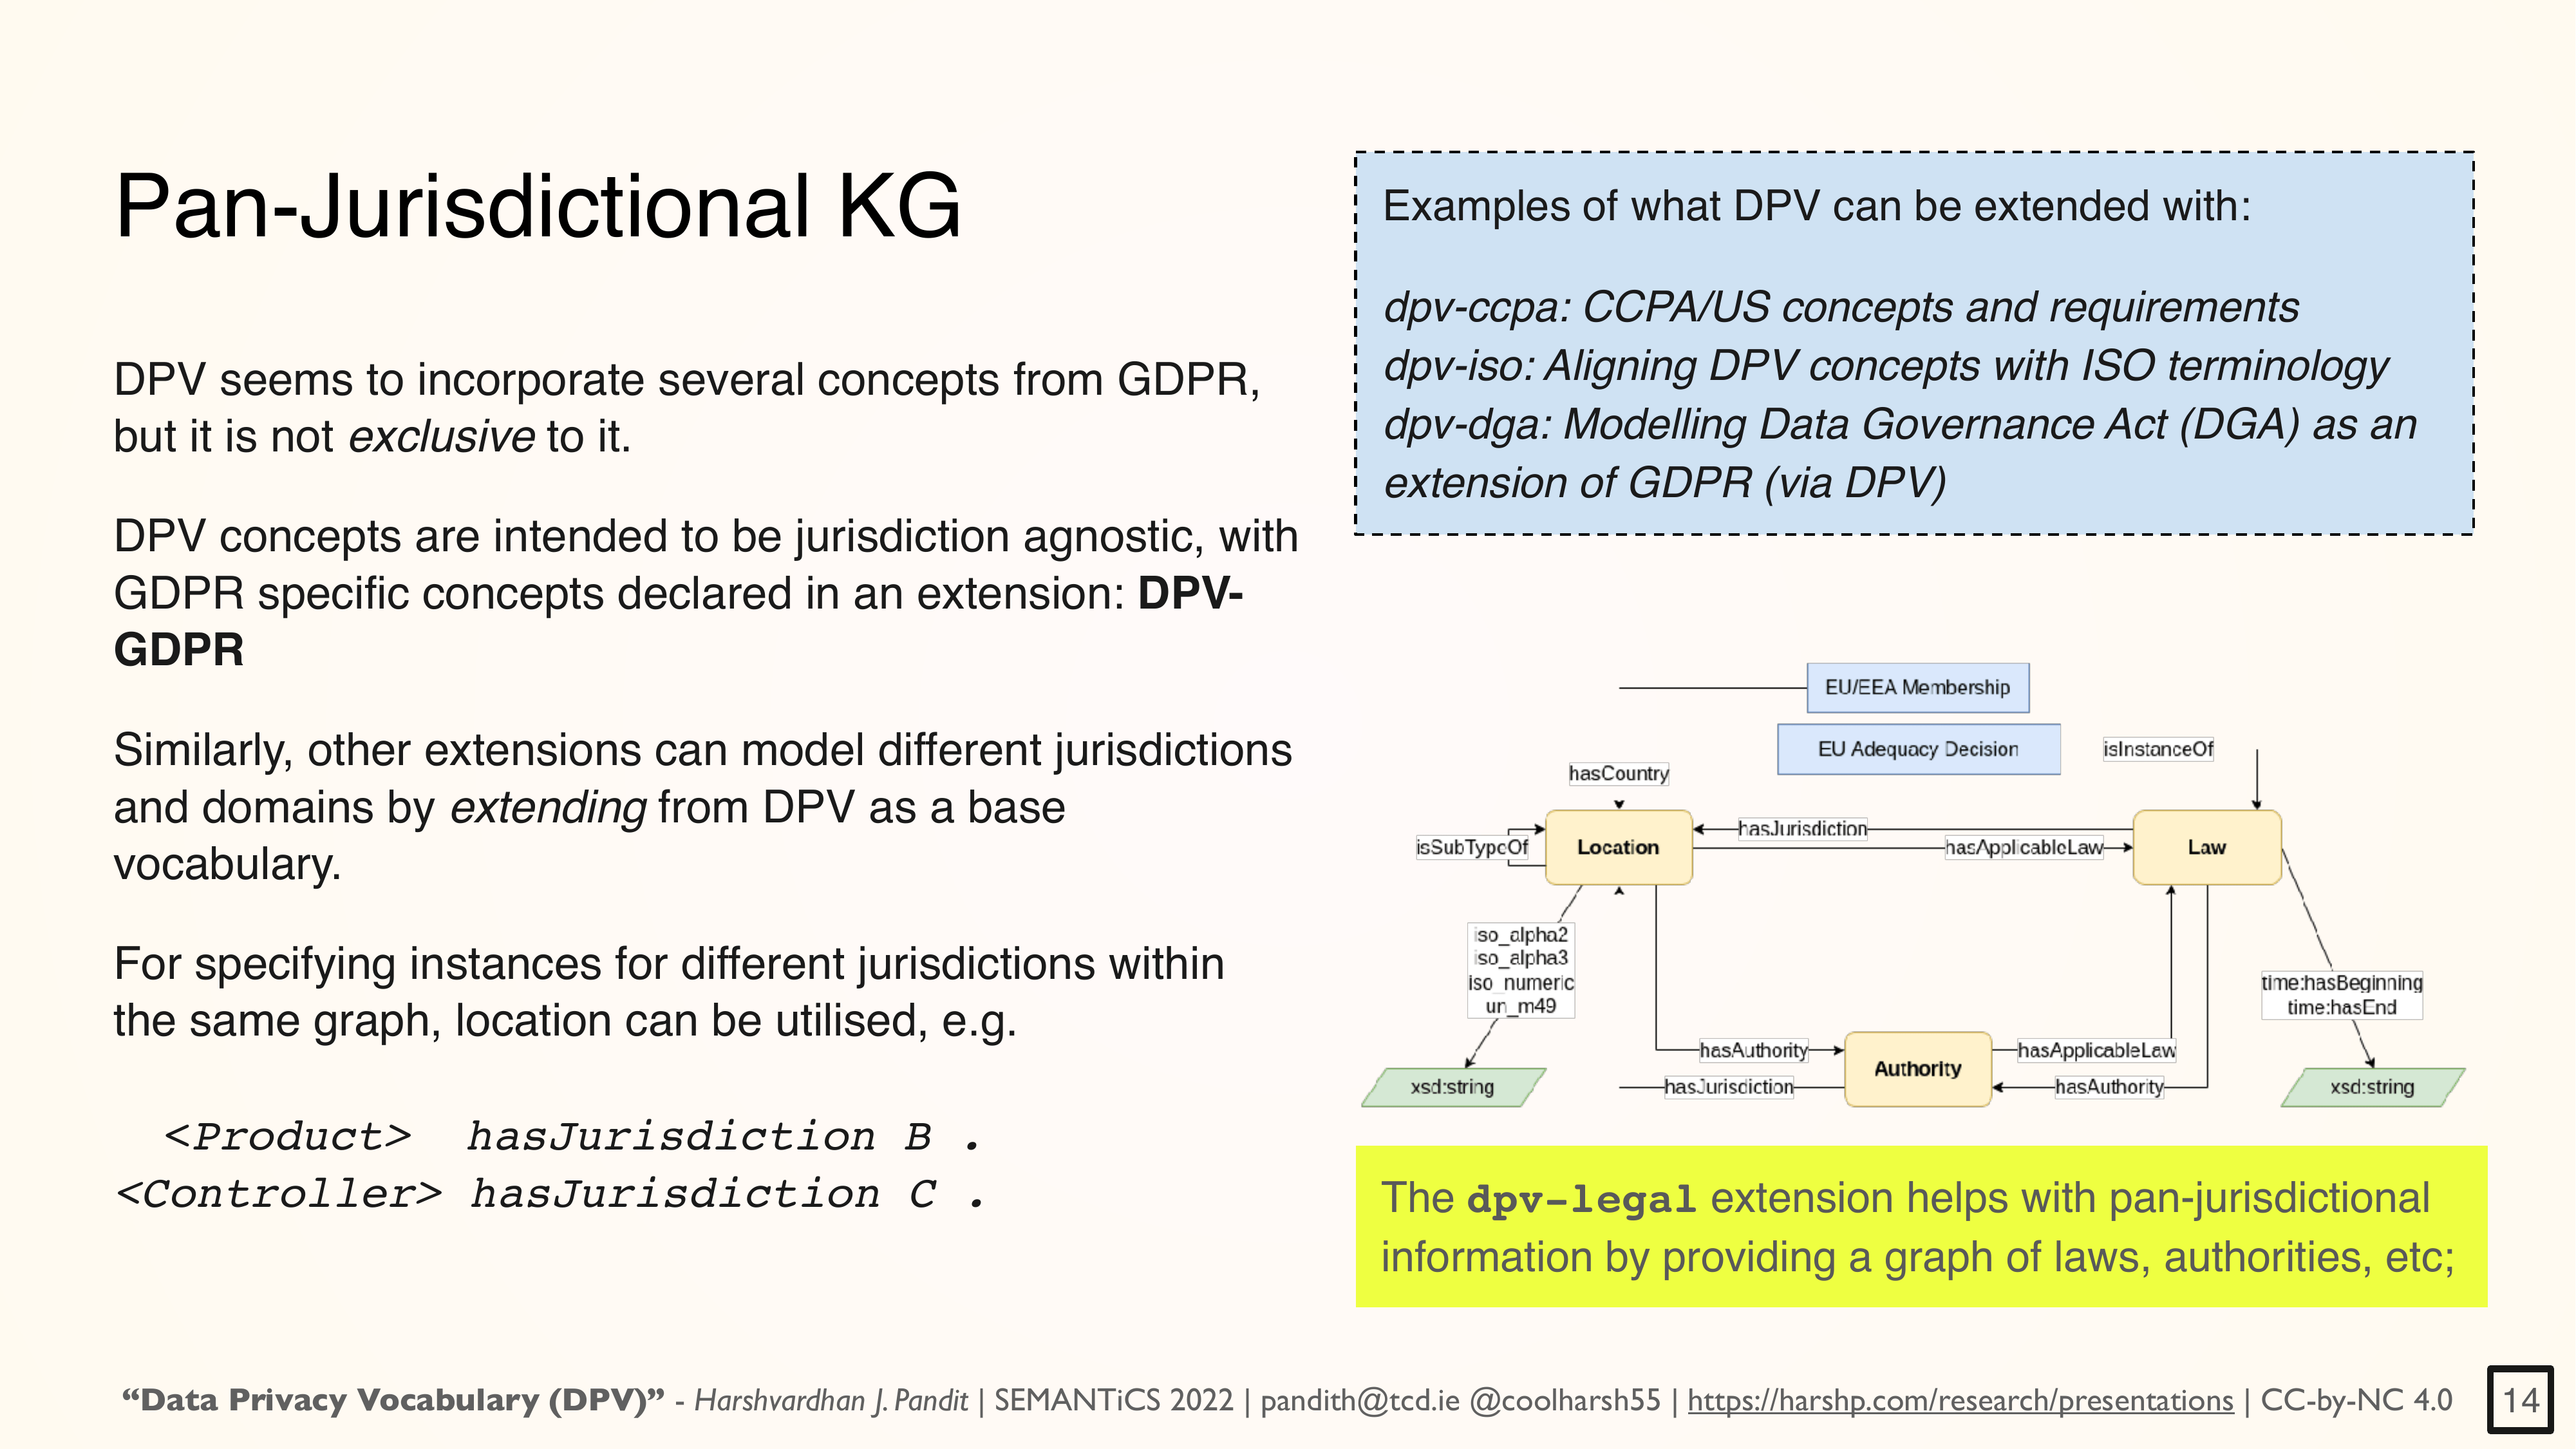 Pan-Jurisdictional KG
DPV seems to incorporate several concepts from GDPR,
but it is not exclusive to it.
DPV concepts are intended to be jurisdiction agnostic, with
GDPR specific concepts declared in an extension: DPV-
GDPR
Similarly, other extensions can model different jurisdictions
and domains by extending from DPV as a base
vocabulary.
For specifying instances for different jurisdictions within
the same graph, location can be utilised, e.g.
<Product> hasJurisdiction B .
<Controller> hasJurisdiction C .
Examples of what DPV can be extended with:
dpv-ccpa: CCPA/US concepts and requirements
dpv-iso: Aligning DPV concepts with ISO terminology
dpv-dga: Modelling Data Governance Act (DGA) as an
extension of GDPR (via DPV)
EU/EEA Membership
EU Adequacy Decision
isInstanceOf
hasCountry
hasJurisdiction
isSubTypeOf
Location
hasApplicableLaw
Law
iso_alpha2
iso_alpha3
iso_numeric
un_m49
time:hasBeginning
time:hasEnd
hasAuthority
hasApplicableLaw
Authority
xsd:string
hasJurisdiction
hasAuthority
xsd:string
The dpv-legal extension helps with pan-jurisdictional
information by providing a graph of laws, authorities, etc;
“Data Privacy Vocabulary (DPV)” - Harshvardhan J. Pandit | SEMANTiCS 2022 | pandith@tcd.ie @coolharsh55 | https://harshp.com/research/presentations | CC-by-NC 4.0
14